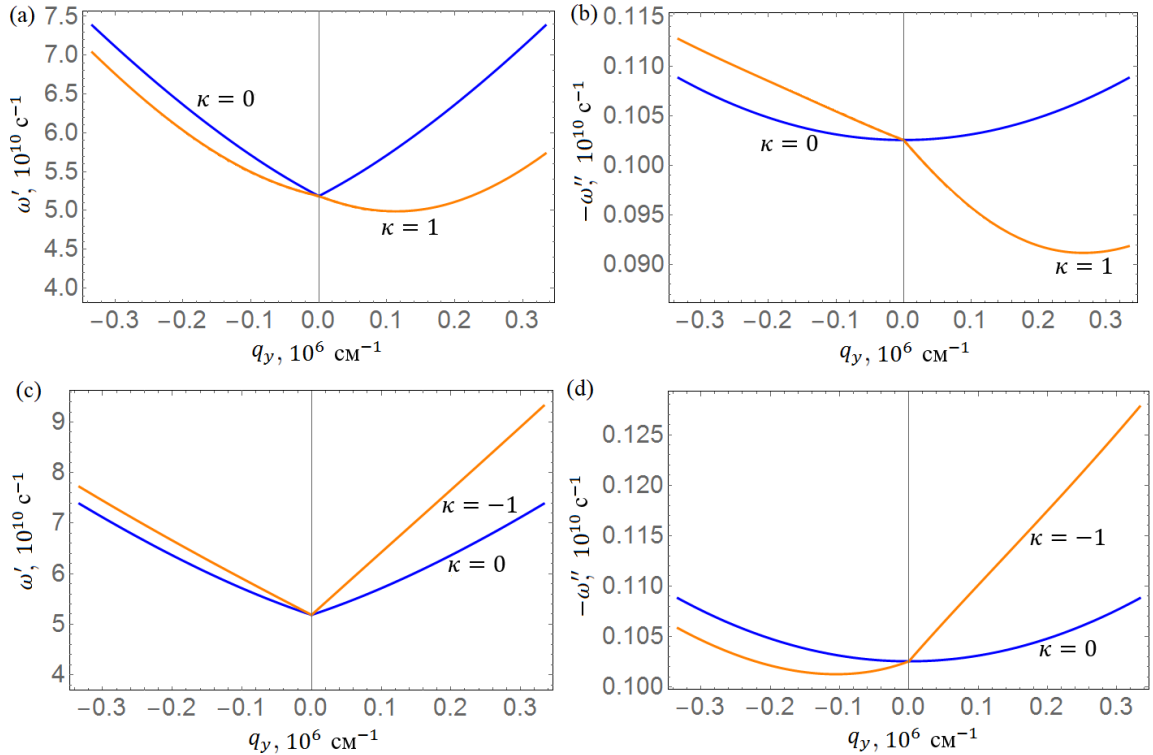 (a)
7.5
7.0
6.5
6.0
5.5
5.0
4.5
4.0
ω′, 10¹⁰ с⁻¹
κ = 0
κ = 1
−0.3 −0.2 −0.1 0.0 0.1 0.2 0.3
q_y, 10⁶ см⁻¹
(b)
0.115
0.110
0.105
0.100
0.095
0.090
−ω″, 10¹⁰ с⁻¹
κ = 0
κ = 1
−0.3 −0.2 −0.1 0.0 0.1 0.2 0.3
q_y, 10⁶ см⁻¹
(c)
9
8
7
6
5
4
ω′, 10¹⁰ с⁻¹
κ = −1
κ = 0
−0.3 −0.2 −0.1 0.0 0.1 0.2 0.3
q_y, 10⁶ см⁻¹
(d)
0.125
0.120
0.115
0.110
0.105
0.100
−ω″, 10¹⁰ с⁻¹
κ = −1
κ = 0
−0.3 −0.2 −0.1 0.0 0.1 0.2 0.3
q_y, 10⁶ см⁻¹